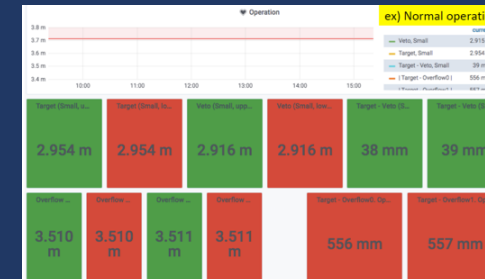 Operation
ex) Normal operati
3.8 m
3.7 m
3.6 m
3.5 m
3.4 m
10:00
11:00
12:00
13:00
14:00
15:00
curre
Veto, Small 2.915
Target, Small 2.954
Target - Veto, Small 39 m
| Target - Overflow0 | 556 m
Target (Small, u...
Target (Small, lo...
Veto (Small, upp...
Veto (Small, low...
Target - Veto (S...
Target - Veto (S
2.954 m
2.954 m
2.916 m
2.916 m
38 mm
39 mm
Overflow ...
Overflow ...
Overflow ...
Overflow ...
Target - Overflow0. Op...
Target - Overflow1. Op
3.510 m
3.510 m
3.511 m
3.511 m
556 mm
557 mm